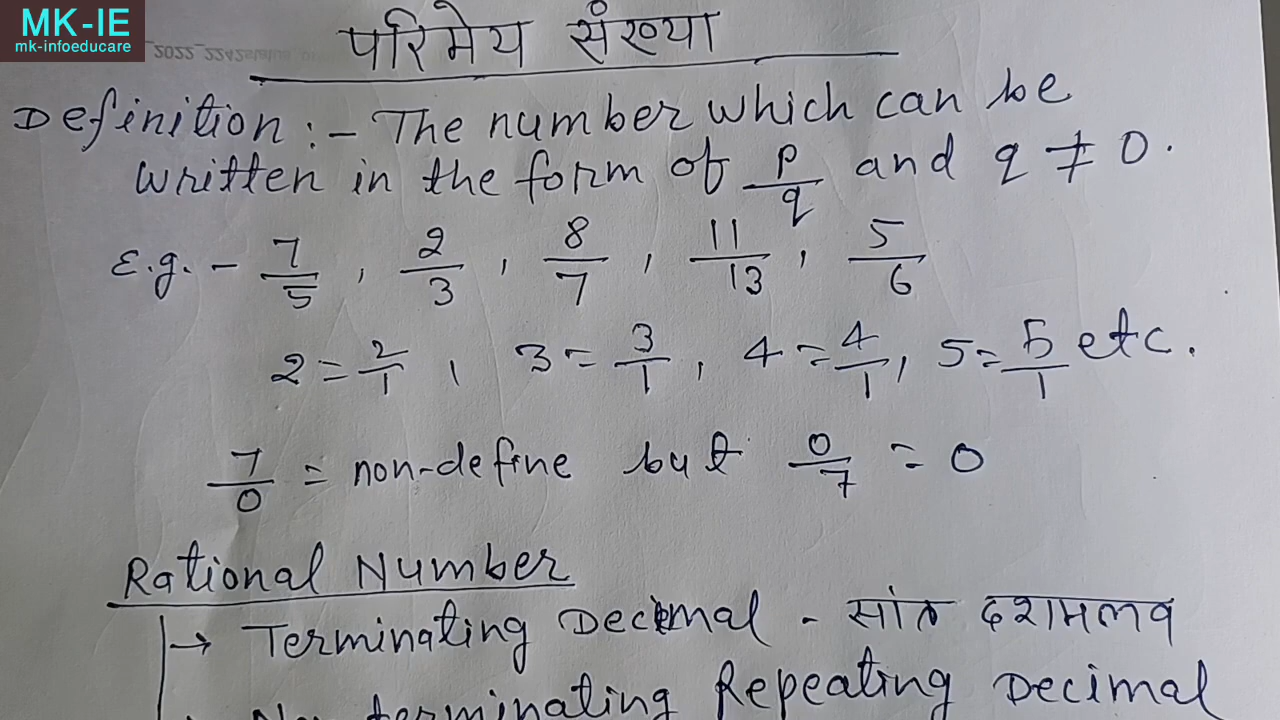 MK-IE
mk-infoeducare
परिमेय संख्या
Definition :- The number which can be
written in the form of p/q and q ≠ 0.
E.g. - 7/5 , 2/3 , 8/7 , 11/13 , 5/6
2 = 2/1 , 3 = 3/1 , 4 = 4/1 , 5 = 5/1 etc.
7/0 = non-define but 0/7 = 0
Rational Number
→ Terminating Decimal - सांत दशमलव
terminating Repeating Decimal